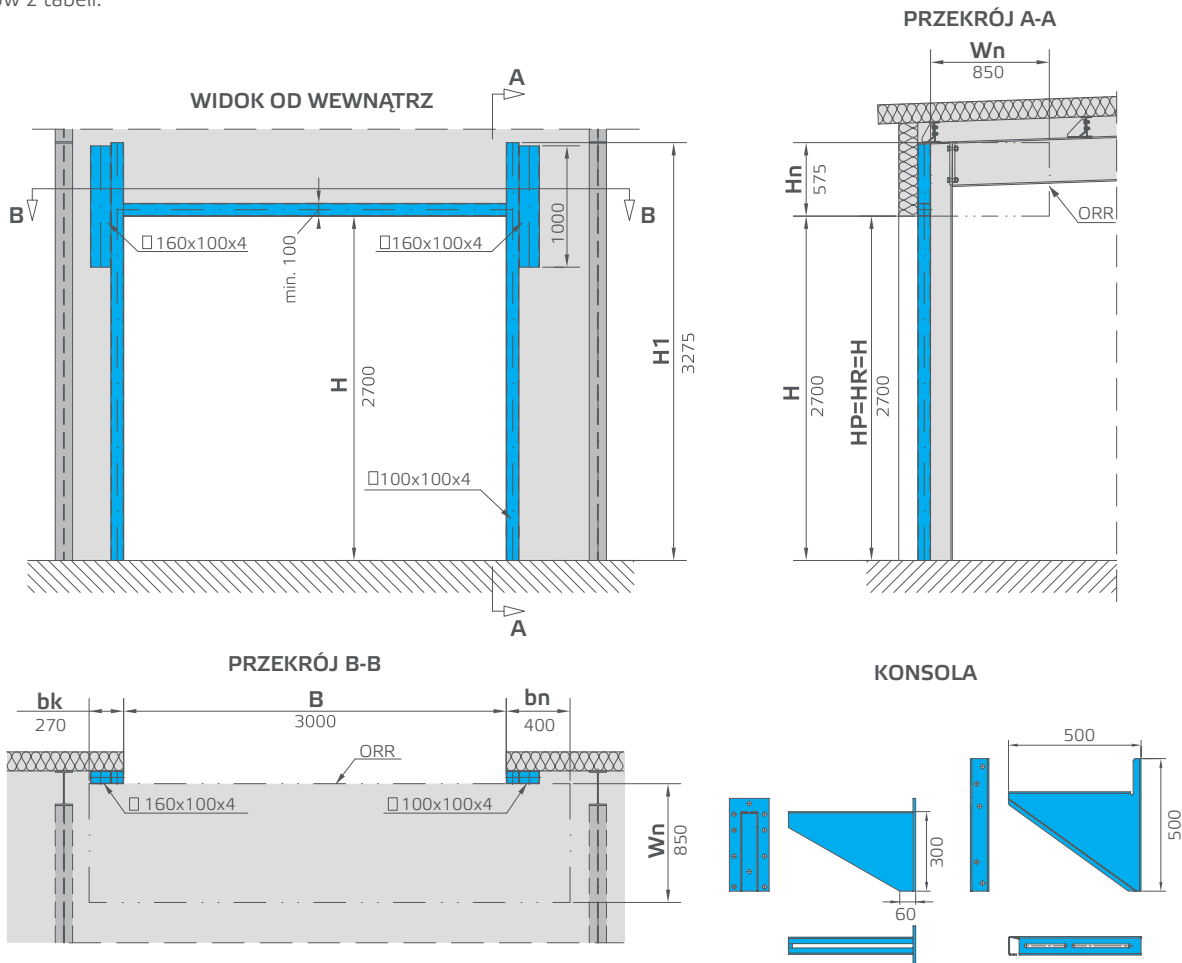 ów z tabeli.
PRZEKRÓJ A-A
Wn
850
A
WIDOK OD WEWNĄTRZ
Hn
575
B
B
ORR
□160x100x4
□160x100x4
1000
min. 100
H
2700
H1
3275
H
2700
HP=HR=H
2700
□100x100x4
A
PRZEKRÓJ B-B
KONSOLA
bk
270
B
3000
bn
400
ORR
500
□160x100x4
□100x100x4
Wn
850
300
500
60